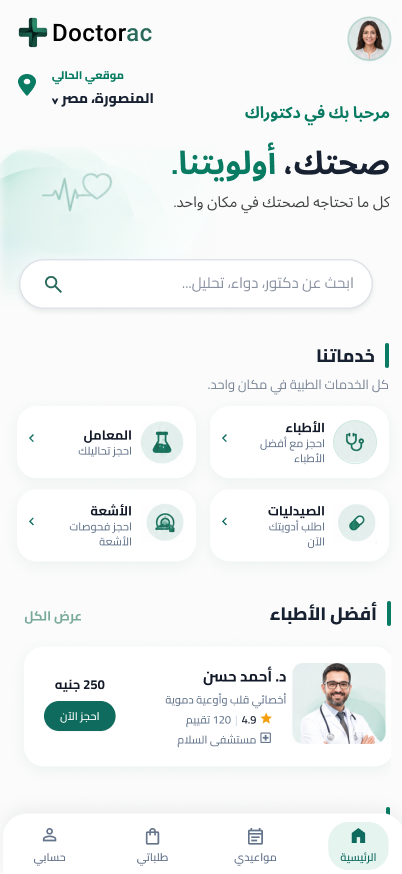 Doctorac
موقعي الحالي
المنصورة، مصر
مرحبا بك في دكتوراك
صحتك، أولويتنا.
كل ما تحتاجه لصحتك في مكان واحد.
ابحث عن دكتور، دواء، تحليل...
خدماتنا
كل الخدمات الطبية في مكان واحد.
الأطباء
احجز مع أفضل
الأطباء
المعامل
احجز تحاليلك
الصيدليات
اطلب أدويتك
الآن
الأشعة
احجز فحوصات
الأشعة
أفضل الأطباء
عرض الكل
د. أحمد حسن
أخصائي قلب وأوعية دموية
4.9 | 120 تقييم
مستشفى السلام
250 جنيه
احجز الآن
الرئيسية
مواعيدي
طلباتي
حسابي